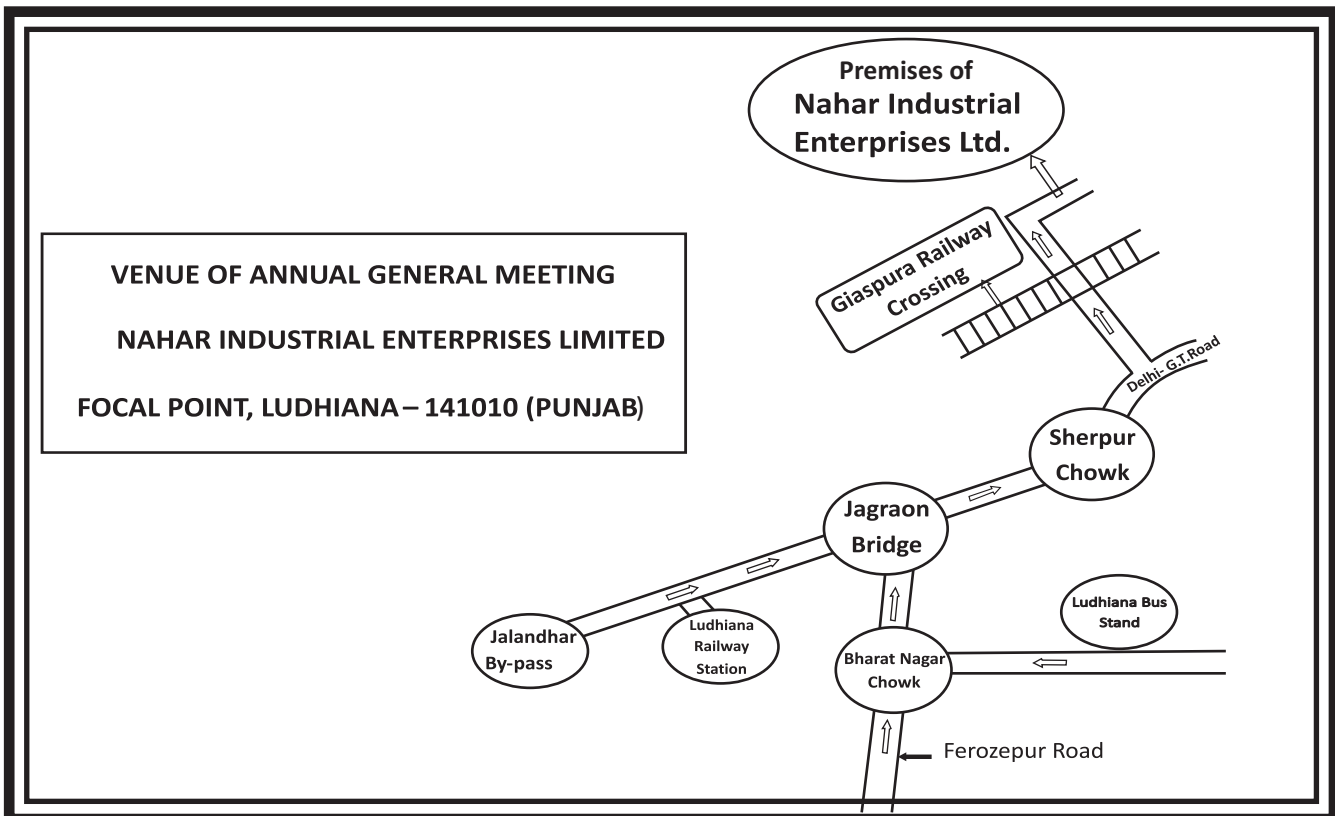 Premises of
Nahar Industrial
Enterprises Ltd.
Giaspura Railway
Crossing
VENUE OF ANNUAL GENERAL MEETING
NAHAR INDUSTRIAL ENTERPRISES LIMITED
FOCAL POINT, LUDHIANA – 141010 (PUNJAB)
Delhi- G.T.Road
Sherpur
Chowk
Jagraon
Bridge
Jalandhar
By-pass
Ludhiana
Railway
Station
Ludhiana Bus
Stand
Bharat Nagar
Chowk
Ferozepur Road